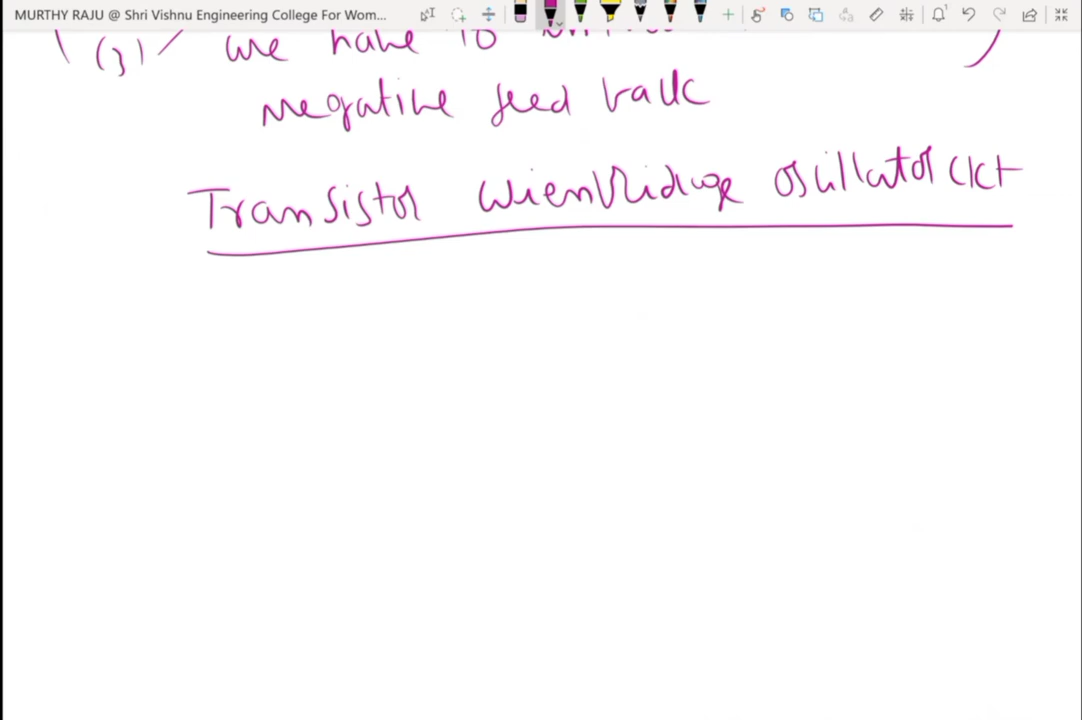 MURTHY RAJU @ Shri Vishnu Engineering College For Wom...
(3) we have to
negative feed back
Transistor Wienbridge oscillator ckt